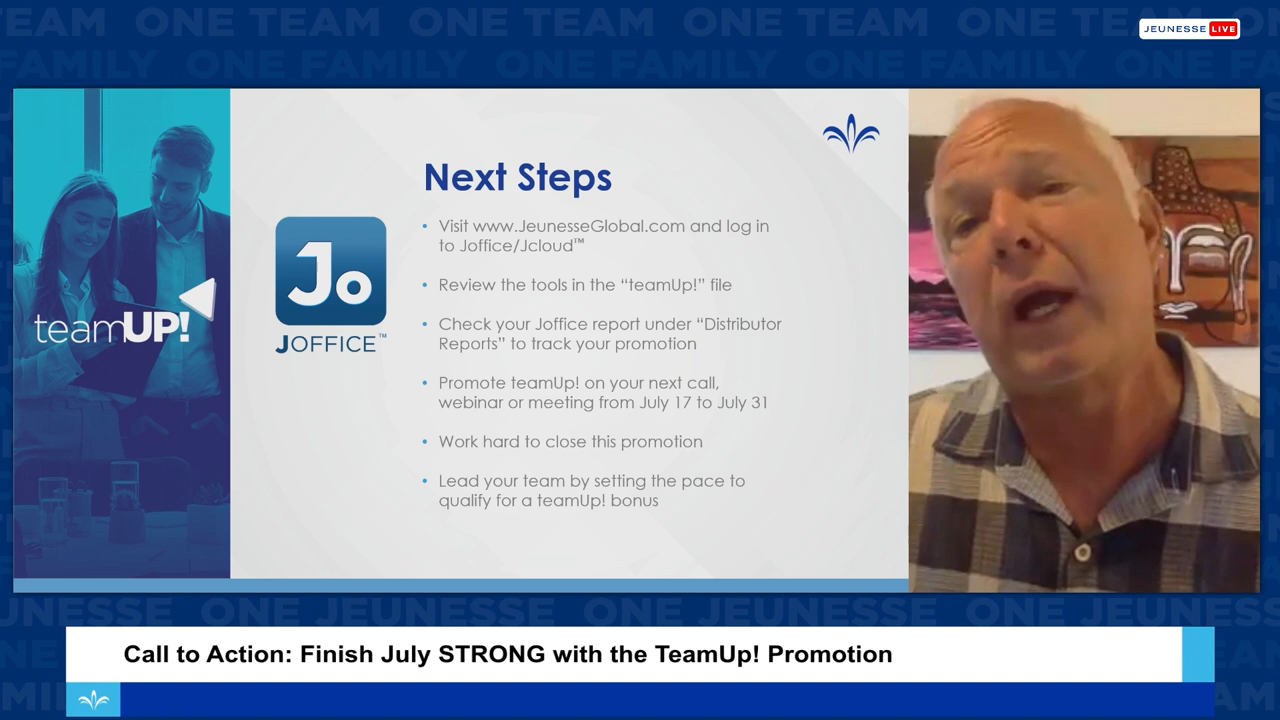 TEAM ONE TEAM ONE TEAM ONE TEAM ONE TEAM
FAMILY ONE FAMILY ONE FAMILY ONE FAMILY ONE FA
JEUNESSE LIVE
teamUP!
Jo
JOFFICE™
Next Steps
• Visit www.JeunesseGlobal.com and log in
to Joffice/Jcloud™
• Review the tools in the “teamUp!” file
• Check your Joffice report under “Distributor
Reports” to track your promotion
• Promote teamUp! on your next call,
webinar or meeting from July 17 to July 31
• Work hard to close this promotion
• Lead your team by setting the pace to
qualify for a teamUp! bonus
UNESSE ONE JEUNESSE ONE JEUNESSE ONE JEUNESSE
Call to Action: Finish July STRONG with the TeamUp! Promotion